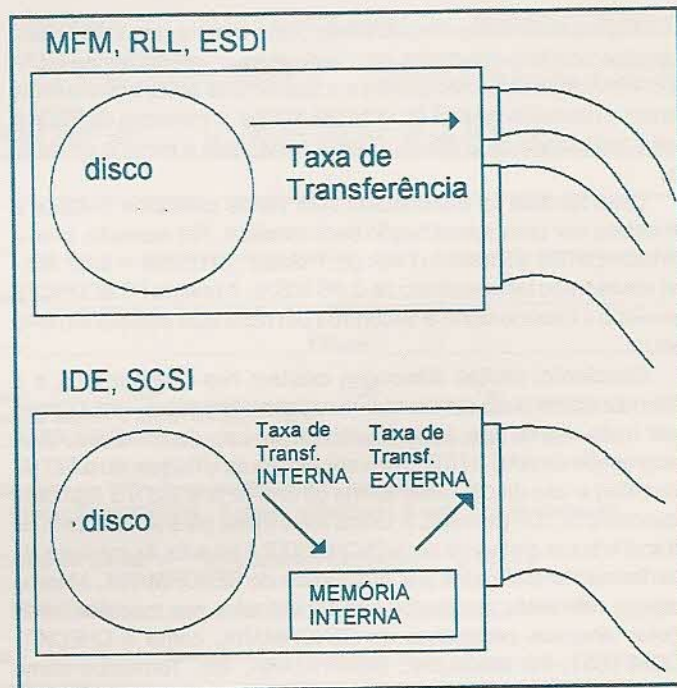 MFM, RLL, ESDI
disco
Taxa de
Transferência
IDE, SCSI
disco
Taxa de
Transf.
INTERNA
Taxa de
Transf.
EXTERNA
MEMÓRIA
INTERNA